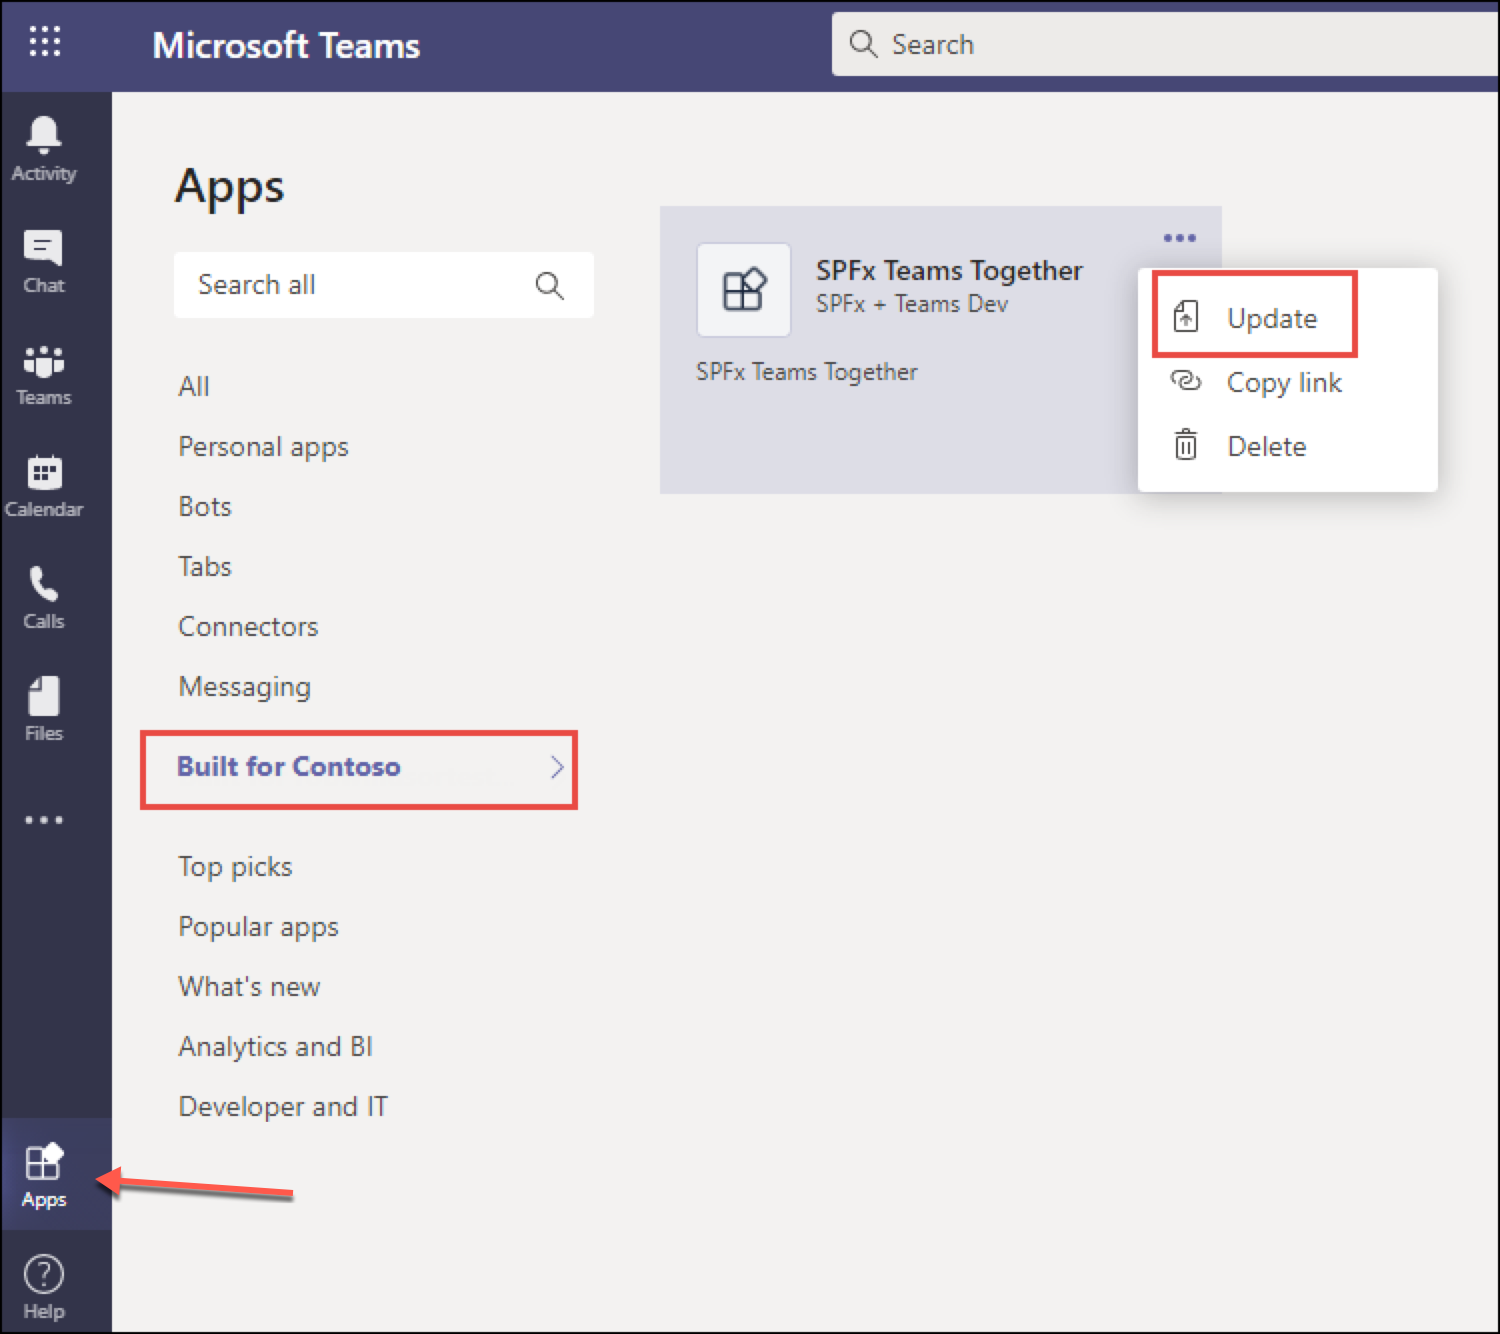 Microsoft Teams
Search
Activity
Chat
Teams
Calendar
Calls
Files
Apps
Help
Apps
Search all
All
Personal apps
Bots
Tabs
Connectors
Messaging
Built for Contoso
Top picks
Popular apps
What's new
Analytics and BI
Developer and IT
SPFx Teams Together
SPFx + Teams Dev
SPFx Teams Together
Update
Copy link
Delete